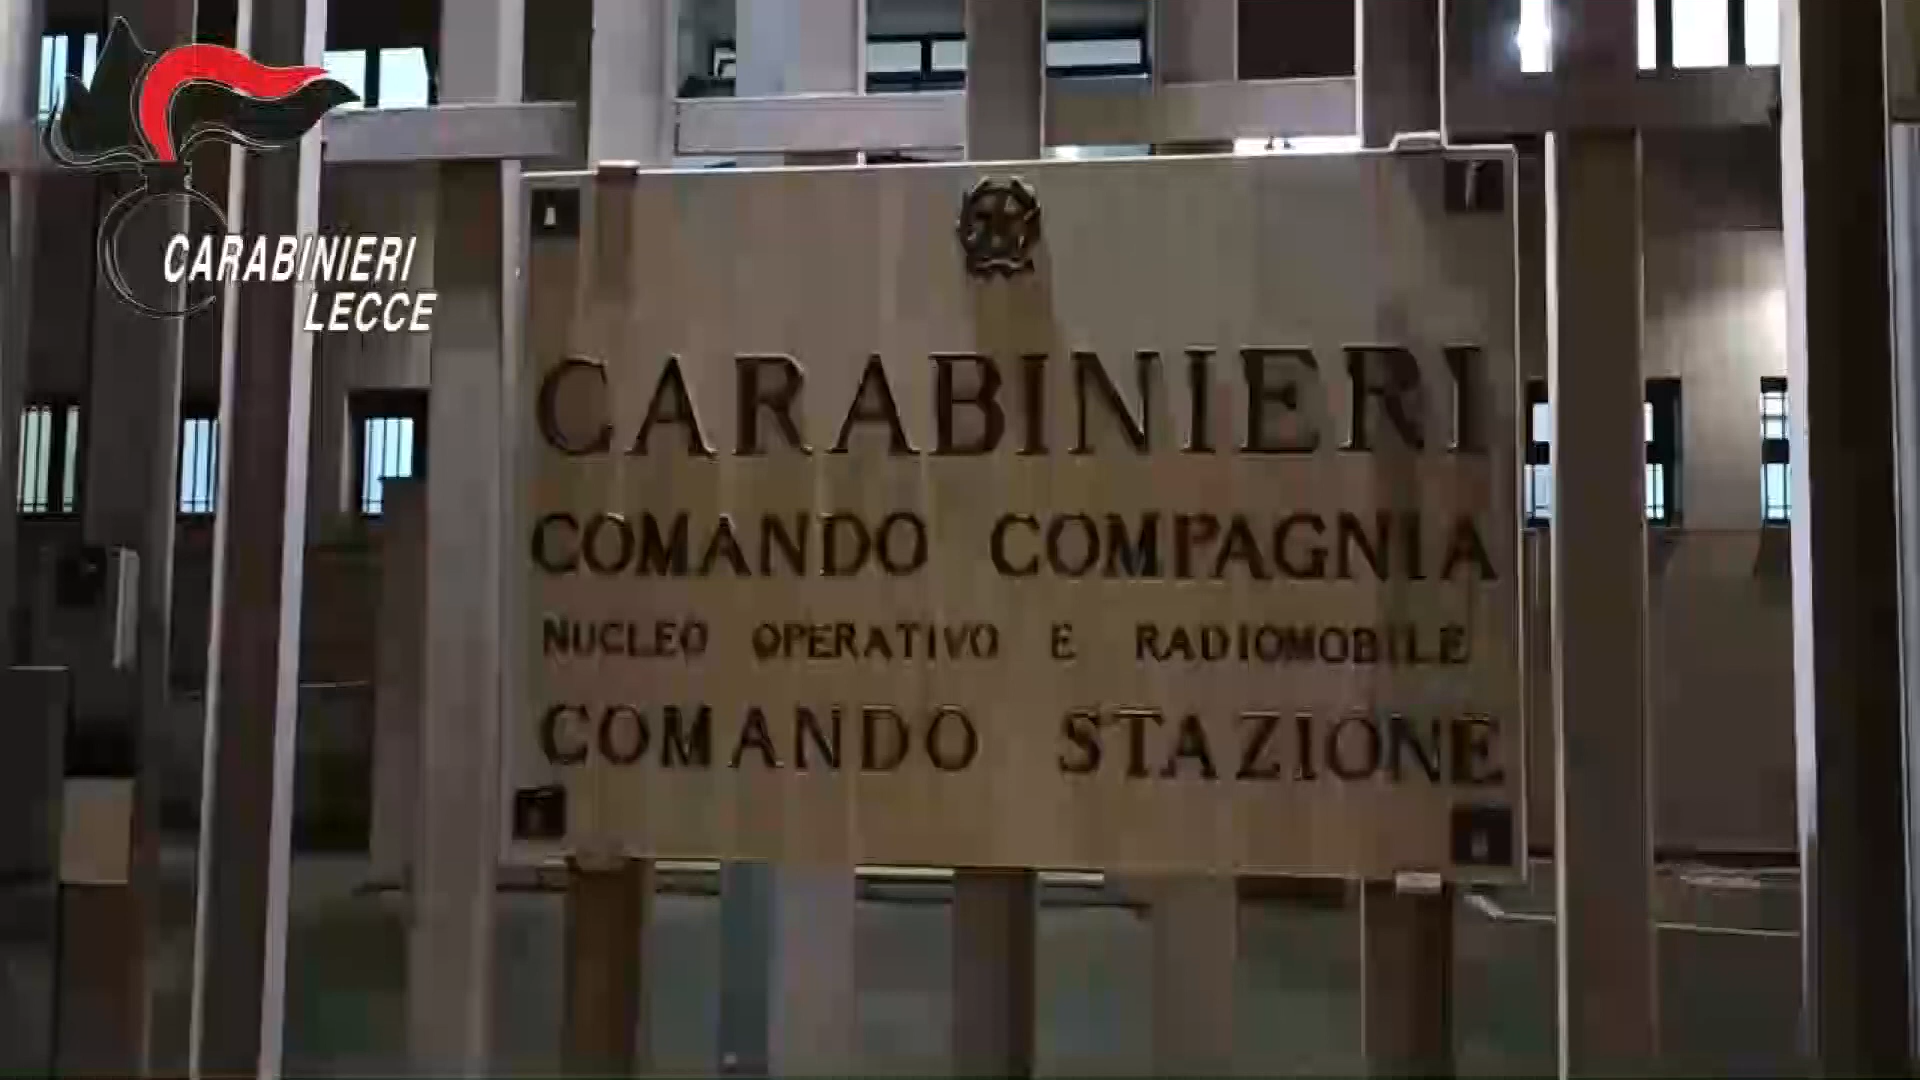 CARABINIERI
LECCE
CARABINIERI
COMANDO COMPAGNIA
NUCLEO OPERATIVO E RADIOMOBILE
COMANDO STAZIONE